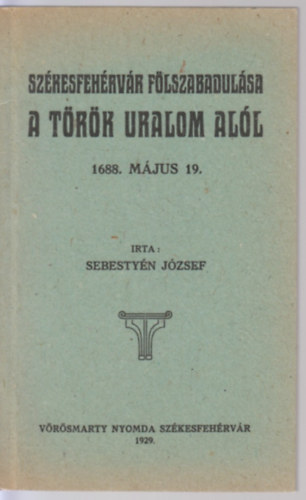 SZÉKESFEHÉRVÁR FÖLSZABADULÁSA
A TÖRÖK URALOM ALÓL
1688. MÁJUS 19.
IRTA:
SEBESTYÉN JÓZSEF
VÖRÖSMARTY NYOMDA SZÉKESFEHÉRVÁR
1929.